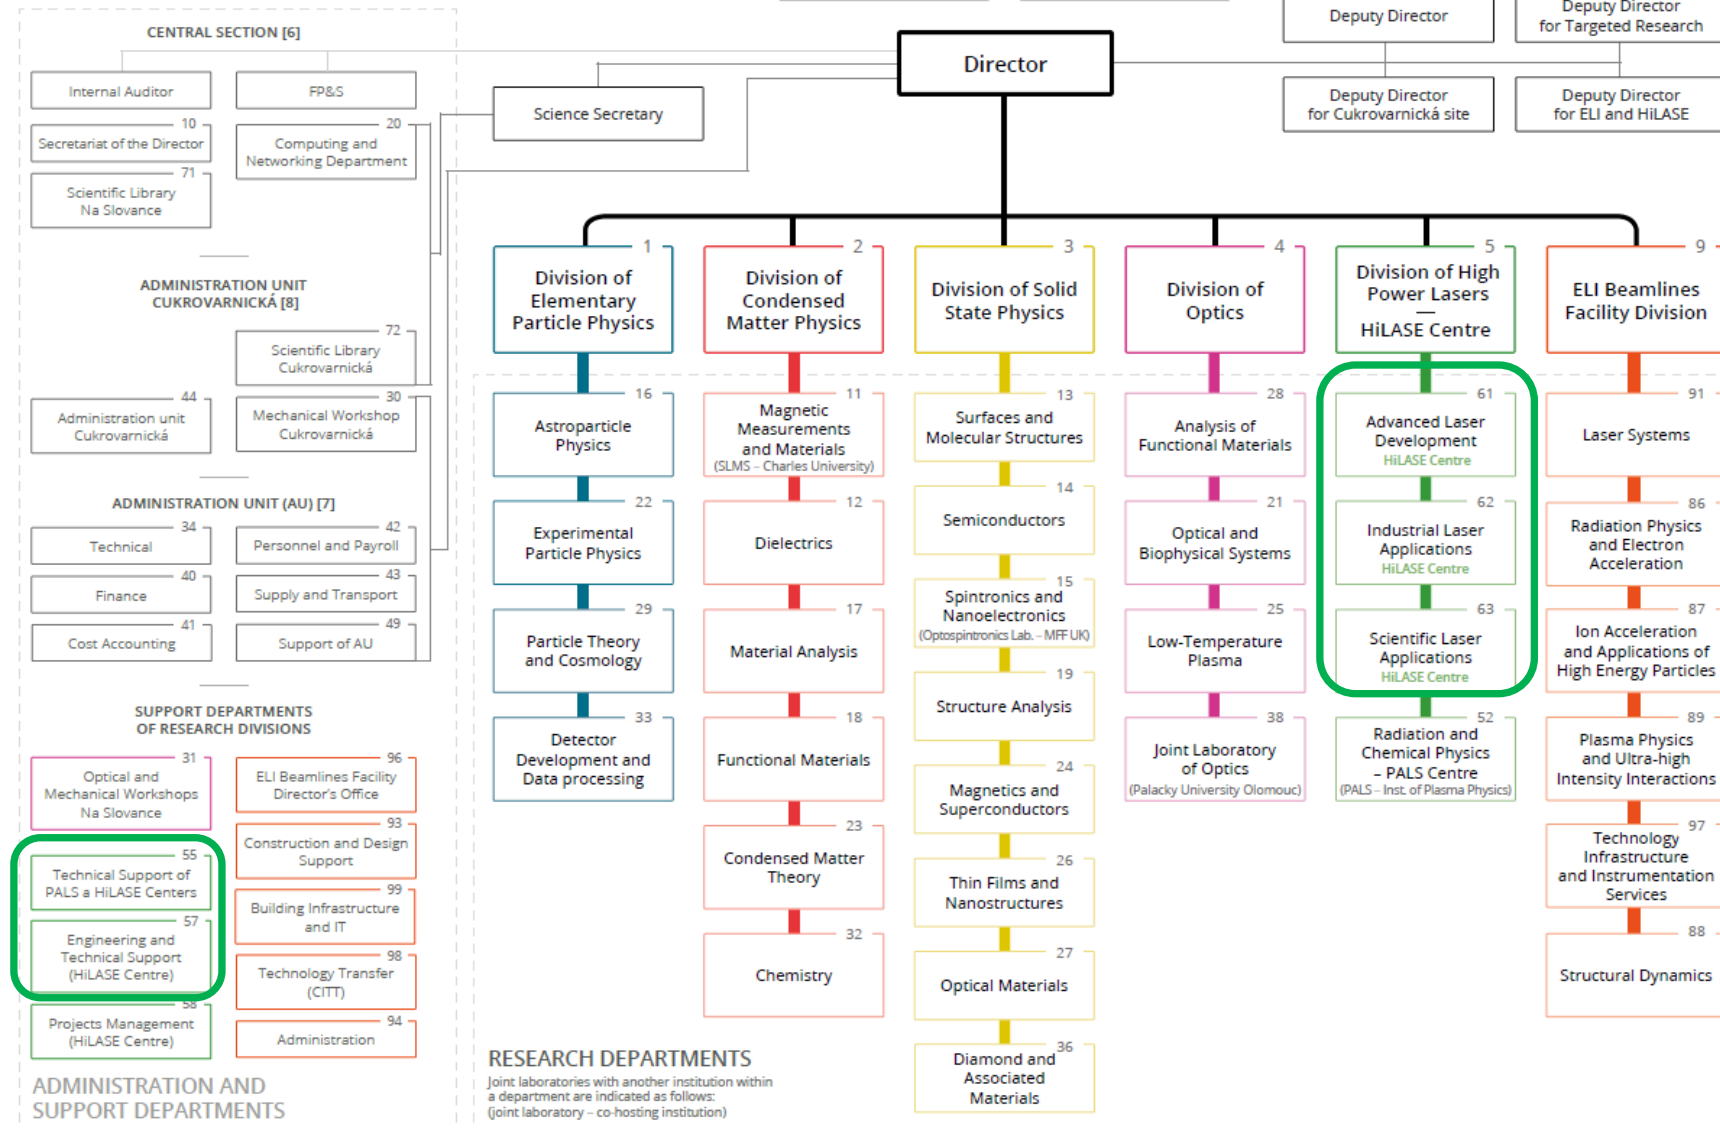 CENTRAL SECTION [6]
Internal Auditor
FP&S
10
Secretariat of the Director
20
Computing and
Networking Department
71
Scientific Library
Na Slovance
ADMINISTRATION UNIT
CUKROVARNICKÁ [8]
72
Scientific Library
Cukrovarnická
44
Administration unit
Cukrovarnická
30
Mechanical Workshop
Cukrovarnická
ADMINISTRATION UNIT (AU) [7]
34
Technical
42
Personnel and Payroll
40
Finance
43
Supply and Transport
41
Cost Accounting
49
Support of AU
SUPPORT DEPARTMENTS
OF RESEARCH DIVISIONS
31
Optical and
Mechanical Workshops
Na Slovance
96
ELI Beamlines Facility
Director's Office
93
Construction and Design
Support
55
Technical Support of
PALS a HiLASE Centers
99
Building Infrastructure
and IT
57
Engineering and
Technical Support
(HiLASE Centre)
98
Technology Transfer
(CITT)
58
Projects Management
(HiLASE Centre)
94
Administration
ADMINISTRATION AND
SUPPORT DEPARTMENTS
Director
Science Secretary
Deputy Director
Deputy Director
for Targeted Research
Deputy Director
for Cukrovarnická site
Deputy Director
for ELI and HiLASE
1
Division of
Elementary
Particle Physics
16
Astroparticle
Physics
22
Experimental
Particle Physics
29
Particle Theory
and Cosmology
33
Detector
Development and
Data processing
2
Division of
Condensed
Matter Physics
11
Magnetic
Measurements
and Materials
(SLMS – Charles University)
12
Dielectrics
17
Material Analysis
18
Functional Materials
23
Condensed Matter
Theory
32
Chemistry
3
Division of Solid
State Physics
13
Surfaces and
Molecular Structures
14
Semiconductors
15
Spintronics and
Nanoelectronics
(Optospintronics Lab. – MFF UK)
19
Structure Analysis
24
Magnetics and
Superconductors
26
Thin Films and
Nanostructures
27
Optical Materials
36
Diamond and
Associated
Materials
4
Division of
Optics
28
Analysis of
Functional Materials
21
Optical and
Biophysical Systems
25
Low-Temperature
Plasma
38
Joint Laboratory
of Optics
(Palacky University Olomouc)
5
Division of High
Power Lasers
—
HiLASE Centre
61
Advanced Laser
Development
HiLASE Centre
62
Industrial Laser
Applications
HiLASE Centre
63
Scientific Laser
Applications
HiLASE Centre
52
Radiation and
Chemical Physics
– PALS Centre
(PALS – Inst. of Plasma Physics)
9
ELI Beamlines
Facility Division
91
Laser Systems
86
Radiation Physics
and Electron
Acceleration
87
Ion Acceleration
and Applications of
High Energy Particles
89
Plasma Physics
and Ultra-high
Intensity Interactions
97
Technology
Infrastructure
and Instrumentation
Services
88
Structural Dynamics
RESEARCH DEPARTMENTS
Joint laboratories with another institution within
a department are indicated as follows:
(joint laboratory – co-hosting institution)